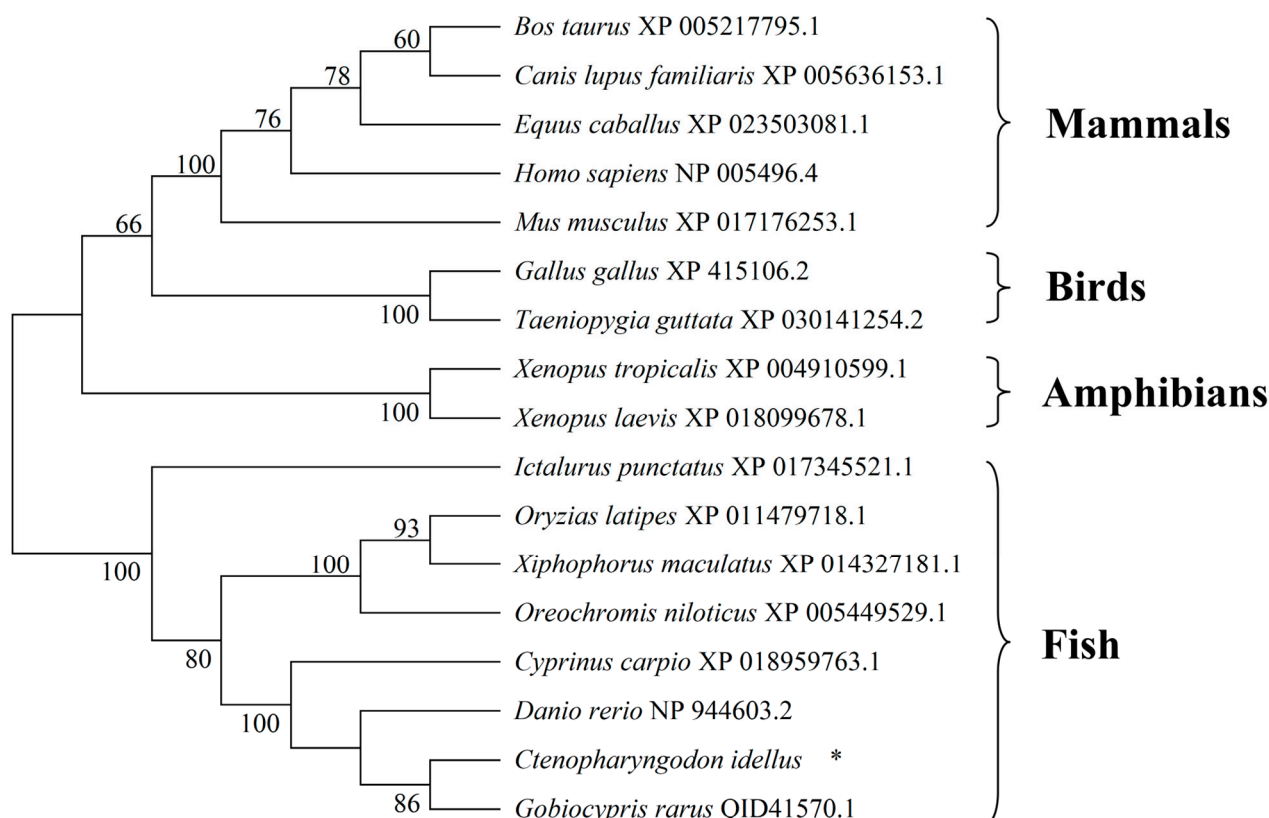 60
Bos taurus XP 005217795.1
Canis lupus familiaris XP 005636153.1
78
Equus caballus XP 023503081.1
76
Homo sapiens NP 005496.4
100
Mus musculus XP 017176253.1
Mammals
66
Gallus gallus XP 415106.2
Taeniopygia guttata XP 030141254.2
100
Birds
Xenopus tropicalis XP 004910599.1
Xenopus laevis XP 018099678.1
100
Amphibians
Ictalurus punctatus XP 017345521.1
100
93
Oryzias latipes XP 011479718.1
Xiphophorus maculatus XP 014327181.1
100
Oreochromis niloticus XP 005449529.1
Fish
80
Cyprinus carpio XP 018959763.1
100
Danio rerio NP 944603.2
Ctenopharyngodon idellus *
86
Gobiocypris rarus QID41570.1